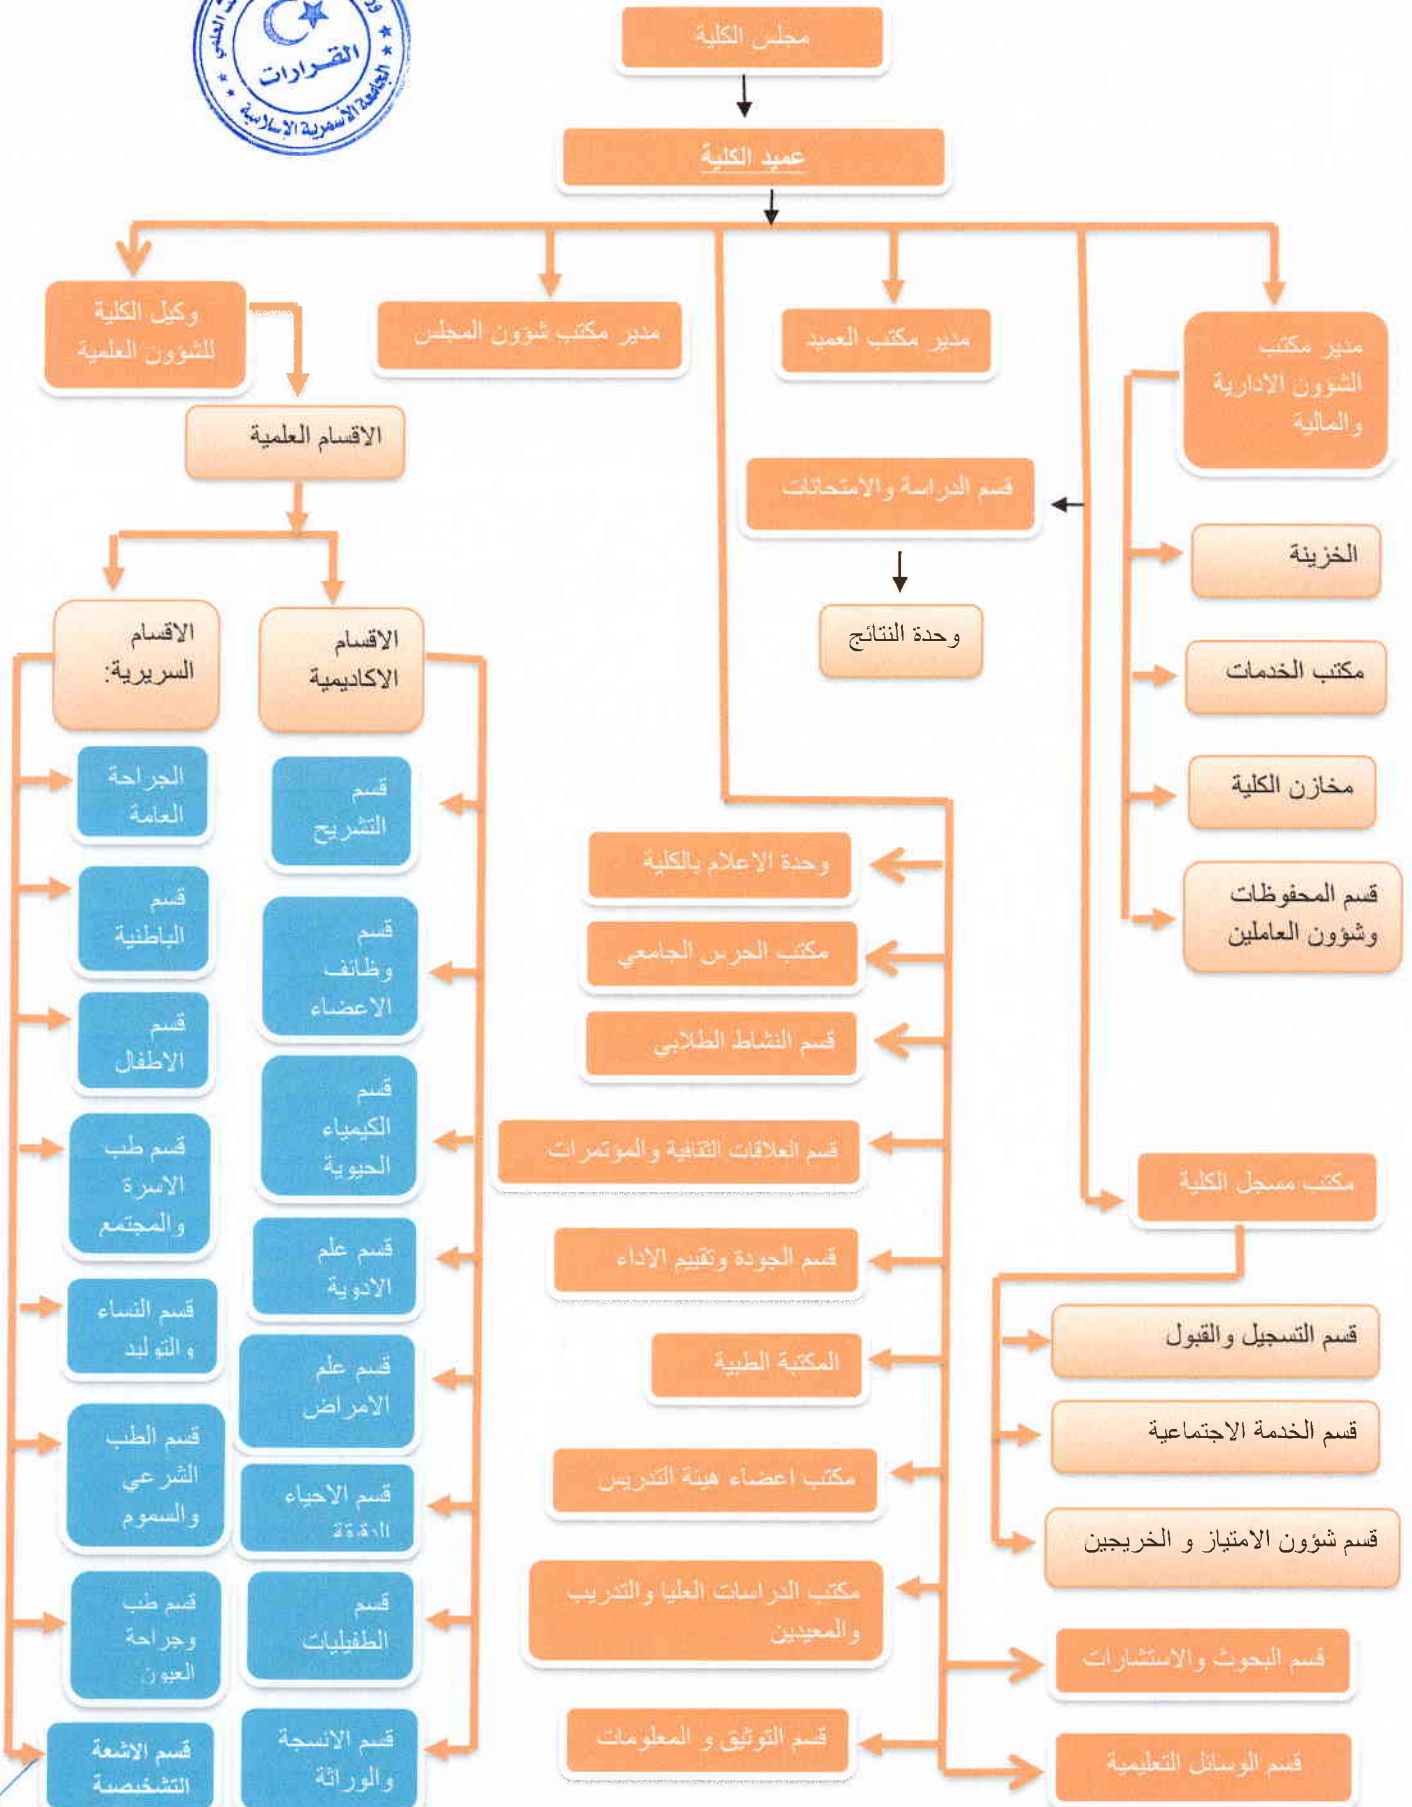 القرارات
الجامعة الأسمرية الإسلامية
مجلس الكلية
عميد الكلية
مدير مكتب
الشؤون الادارية
والمالية
مدير مكتب العميد
مدير مكتب شؤون المجلس
وكيل الكلية
للشؤون العلمية
الاقسام العلمية
قسم الدراسة والامتحانات
وحدة النتائج
الخزينة
مكتب الخدمات
مخازن الكلية
قسم المحفوظات
وشؤون العاملين
مكتب مسجل الكلية
قسم التسجيل والقبول
قسم الخدمة الاجتماعية
قسم شؤون الامتياز و الخريجين
قسم البحوث والاستشارات
قسم الوسائل التعليمية
وحدة الاعلام بالكلية
مكتب الحرس الجامعي
قسم النشاط الطلابي
قسم العلاقات الثقافية والمؤتمرات
قسم الجودة وتقييم الاداء
المكتبة الطبية
مكتب اعضاء هيئة التدريس
مكتب الدراسات العليا والتدريب
والمعيدين
قسم التوثيق و المعلومات
الاقسام
الاكاديمية
قسم
التشريح
قسم
وظائف
الاعضاء
قسم
الكيمياء
الحيوية
قسم علم
الادوية
قسم علم
الامراض
قسم الاحياء
الدقيقة
قسم
الطفيليات
قسم الانسجة
والوراثة
الاقسام
السريرية:
الجراحة
العامة
قسم
الباطنية
قسم
الاطفال
قسم طب
الاسرة
والمجتمع
قسم النساء
والتوليد
قسم الطب
الشرعي
والسموم
قسم طب
وجراحة
العيون
قسم الاشعة
التشخيصية